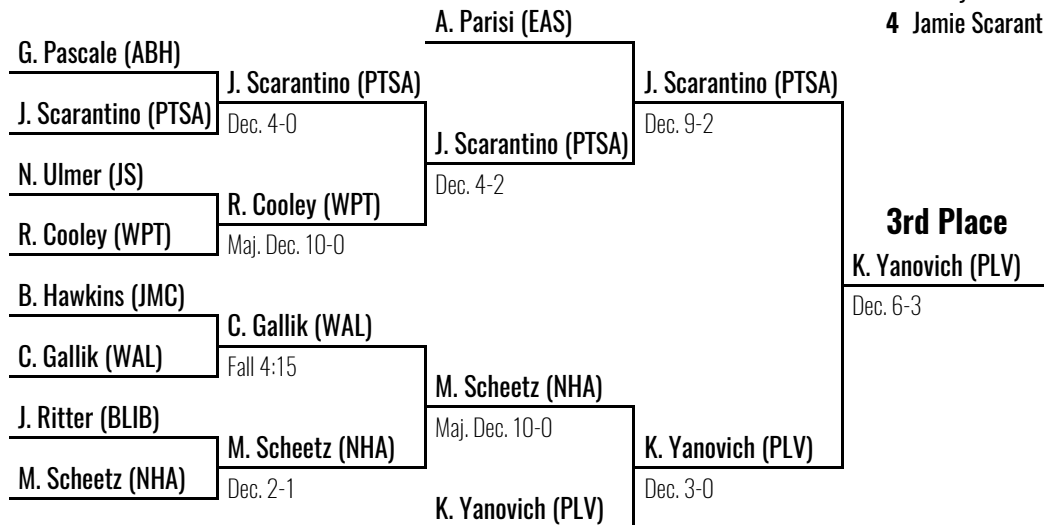 A. Parisi (EAS)
4 Jamie Scarant
G. Pascale (ABH)
J. Scarantino (PTSA)
J. Scarantino (PTSA)
J. Scarantino (PTSA)
Dec. 4-0
Dec. 9-2
J. Scarantino (PTSA)
N. Ulmer (JS)
Dec. 4-2
R. Cooley (WPT)
R. Cooley (WPT)
Maj. Dec. 10-0
3rd Place
K. Yanovich (PLV)
Dec. 6-3
B. Hawkins (JMC)
C. Gallik (WAL)
C. Gallik (WAL)
Fall 4:15
M. Scheetz (NHA)
J. Ritter (BLIB)
Maj. Dec. 10-0
M. Scheetz (NHA)
K. Yanovich (PLV)
M. Scheetz (NHA)
Dec. 2-1
Dec. 3-0
K. Yanovich (PLV)